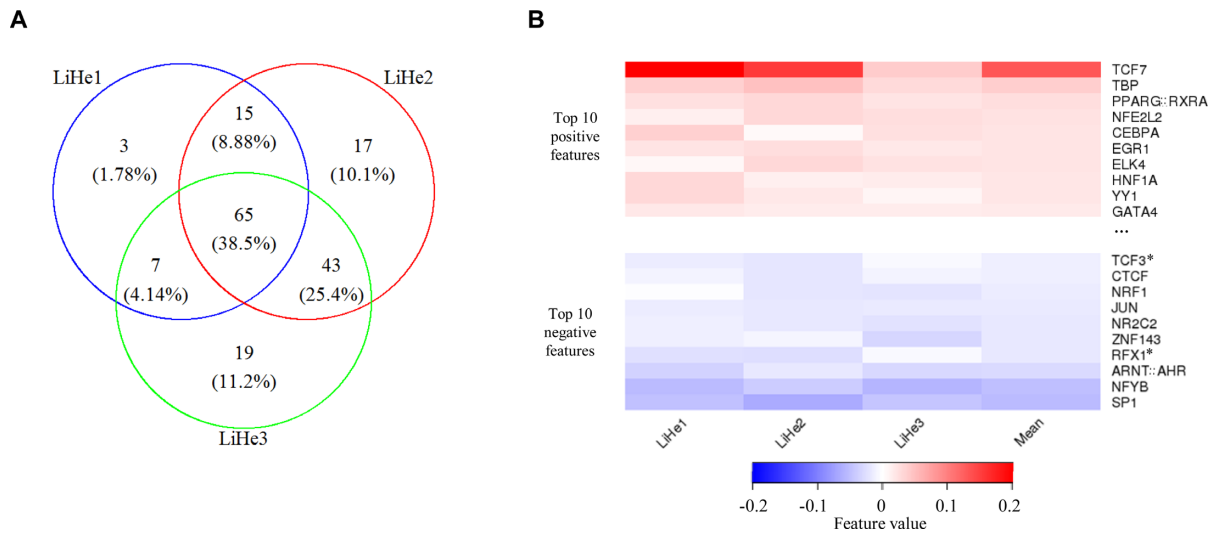 A
LiHe1
LiHe2
15
(8.88%)
3
(1.78%)
17
(10.1%)
65
(38.5%)
7
(4.14%)
43
(25.4%)
19
(11.2%)
LiHe3
B
Top 10
positive
features
TCF7
TBP
PPARG::RXRA
NFE2L2
CEBPA
EGR1
ELK4
HNF1A
YY1
GATA4
...
Top 10
negative
features
TCF3*
CTCF
NRF1
JUN
NR2C2
ZNF143
RFX1*
ARNT::AHR
NFYB
SP1
LiHe1
LiHe2
LiHe3
Mean
-0.2
-0.1
0
0.1
0.2
Feature value